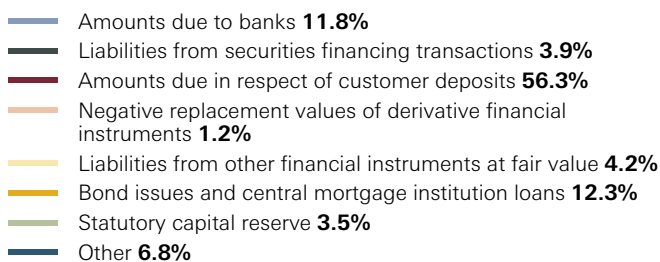 Amounts due to banks 11.8%
Liabilities from securities financing transactions 3.9%
Amounts due in respect of customer deposits 56.3%
Negative replacement values of derivative financial
instruments 1.2%
Liabilities from other financial instruments at fair value 4.2%
Bond issues and central mortgage institution loans 12.3%
Statutory capital reserve 3.5%
Other 6.8%